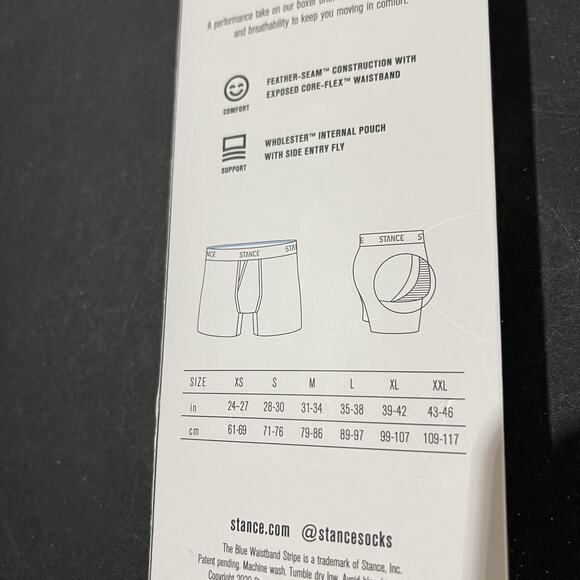 A performance take on our boxer
and breathability to keep you moving in comfort.
COMFORT
FEATHER-SEAM™ CONSTRUCTION WITH
EXPOSED CORE-FLEX™ WAISTBAND
SUPPORT
WHOLESTER™ INTERNAL POUCH
WITH SIDE ENTRY FLY
NCE STANCE STA
E STANCE S
SIZE XS S M L XL XXL
in 24-27 28-30 31-34 35-38 39-42 43-46
cm 61-69 71-76 79-86 89-97 99-107 109-117
stance.com @stancesocks
The Blue Waistband Stripe is a trademark of Stance, Inc.
Patent pending. Machine wash. Tumble dry low. Avoid
Copyright 2020